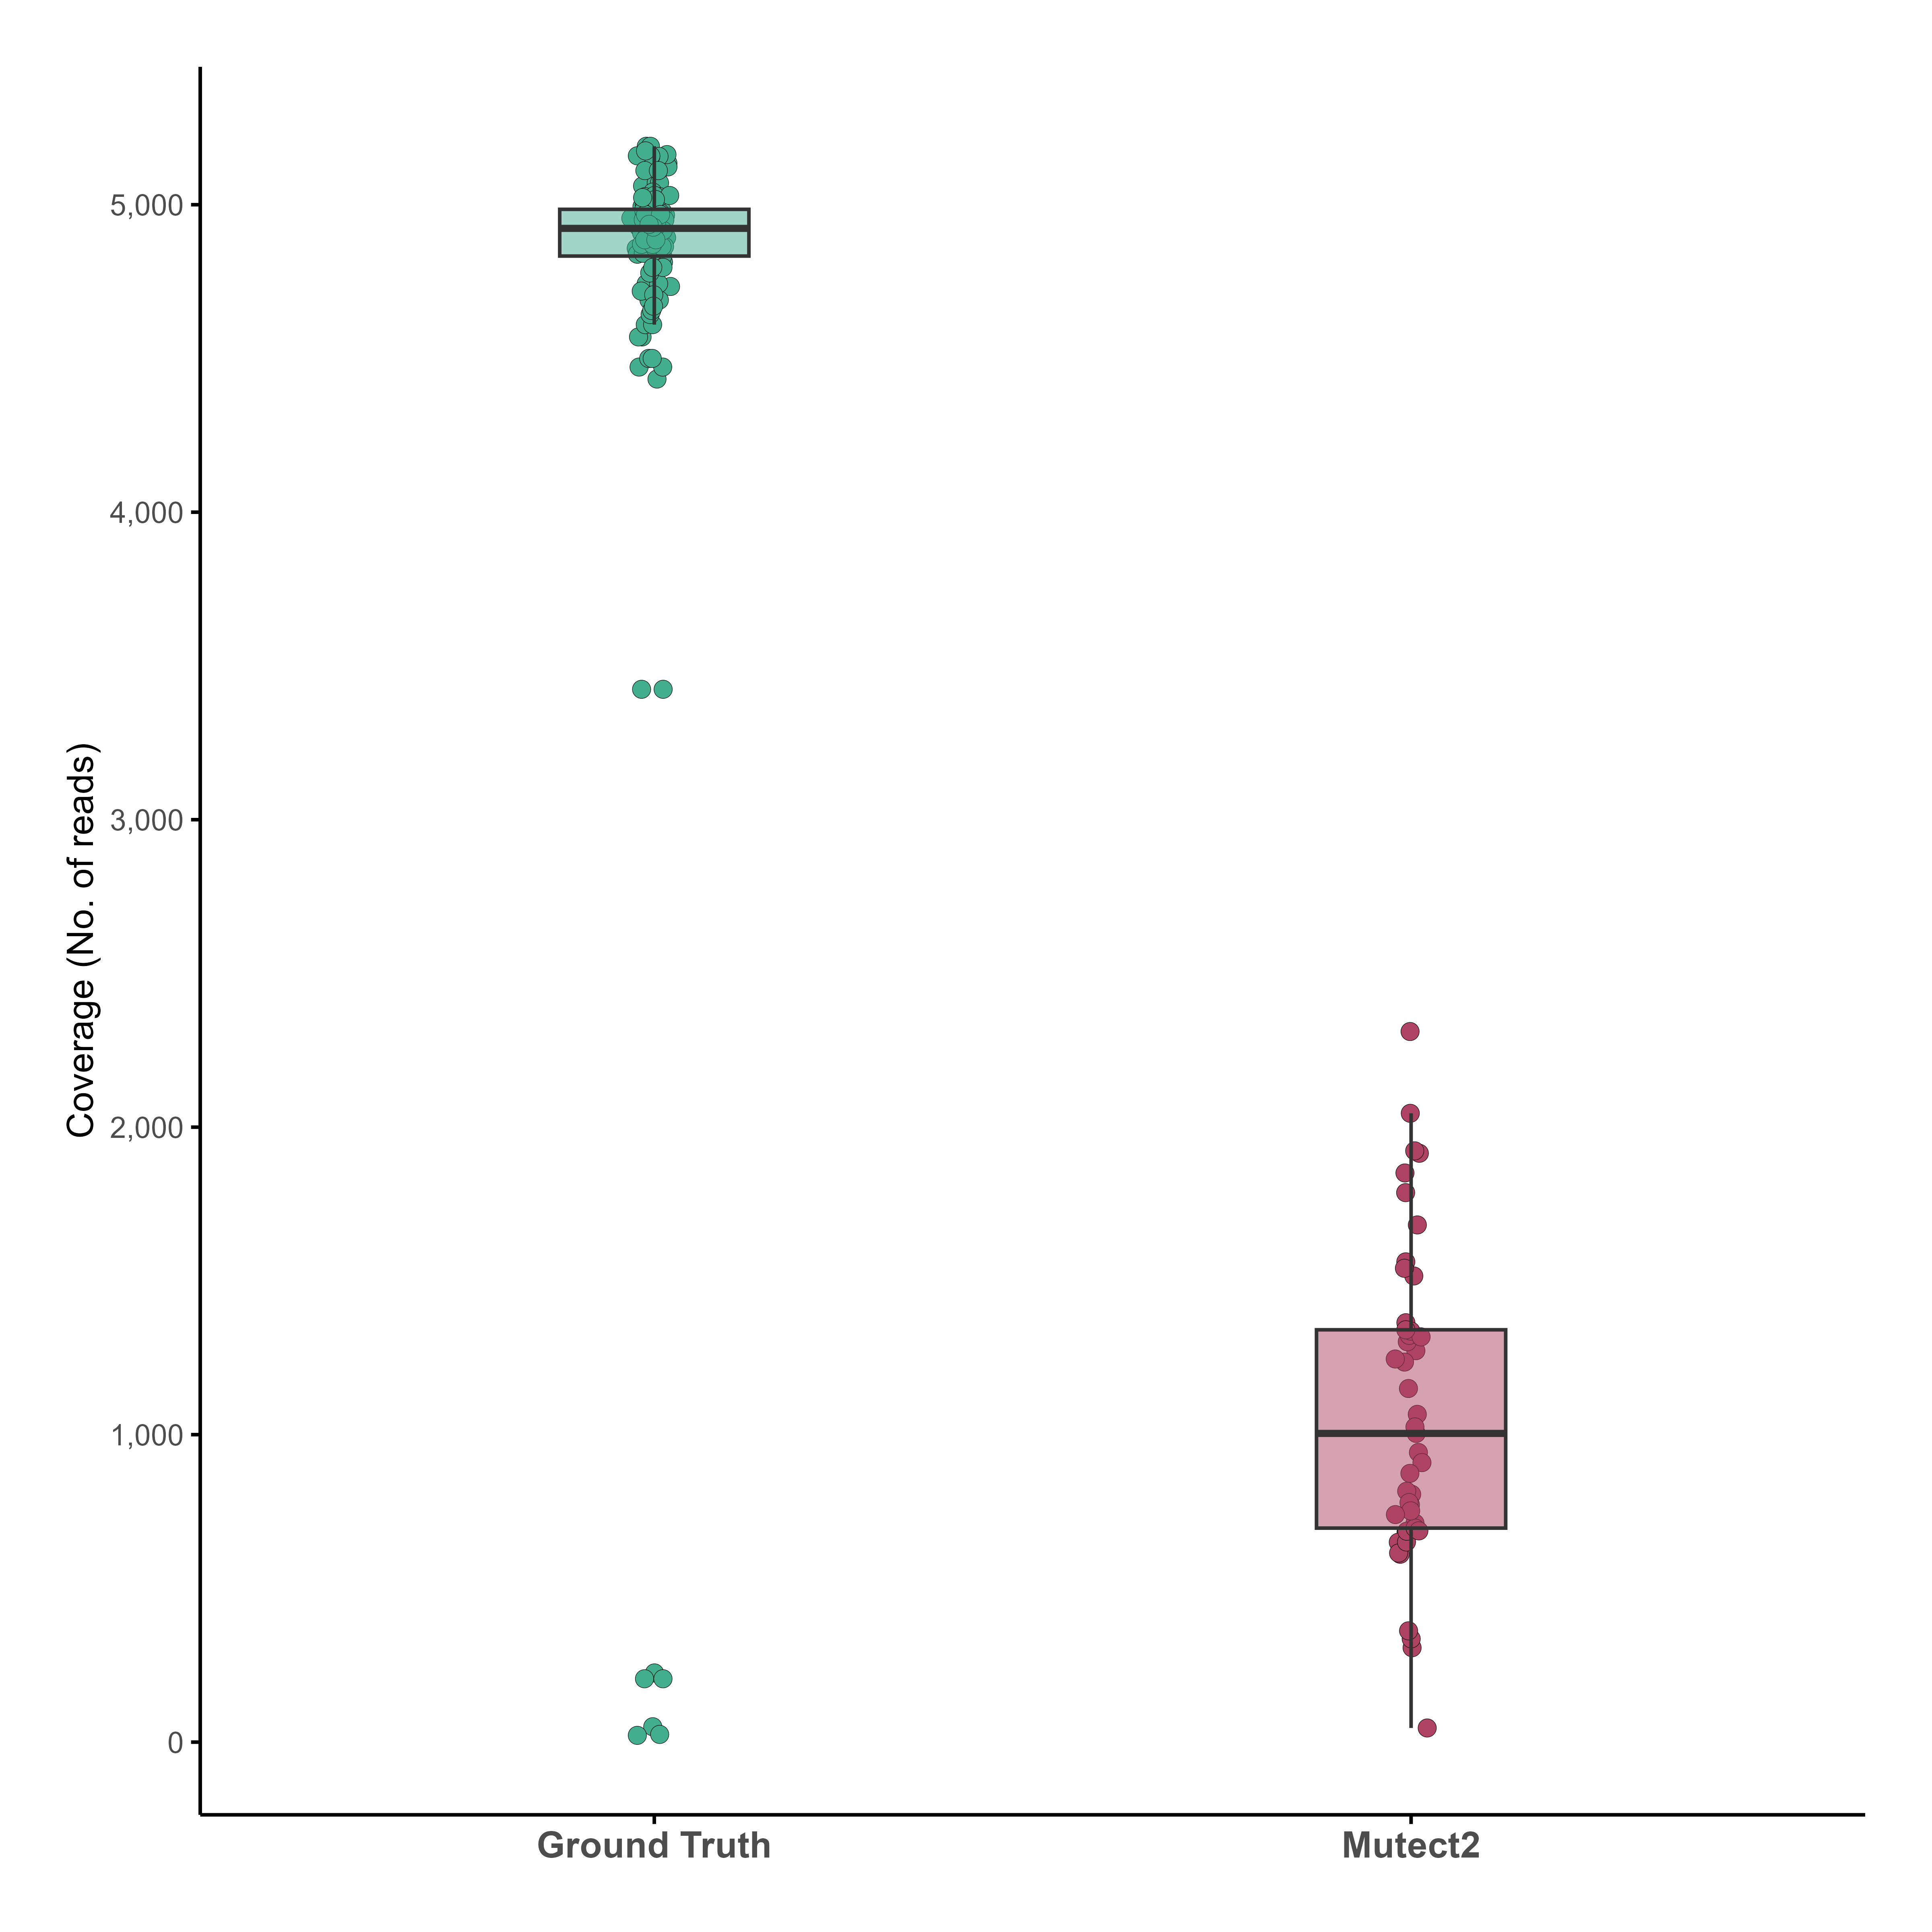 Coverage (No. of reads)
5,000
4,000
3,000
2,000
1,000
0
Ground Truth
Mutect2